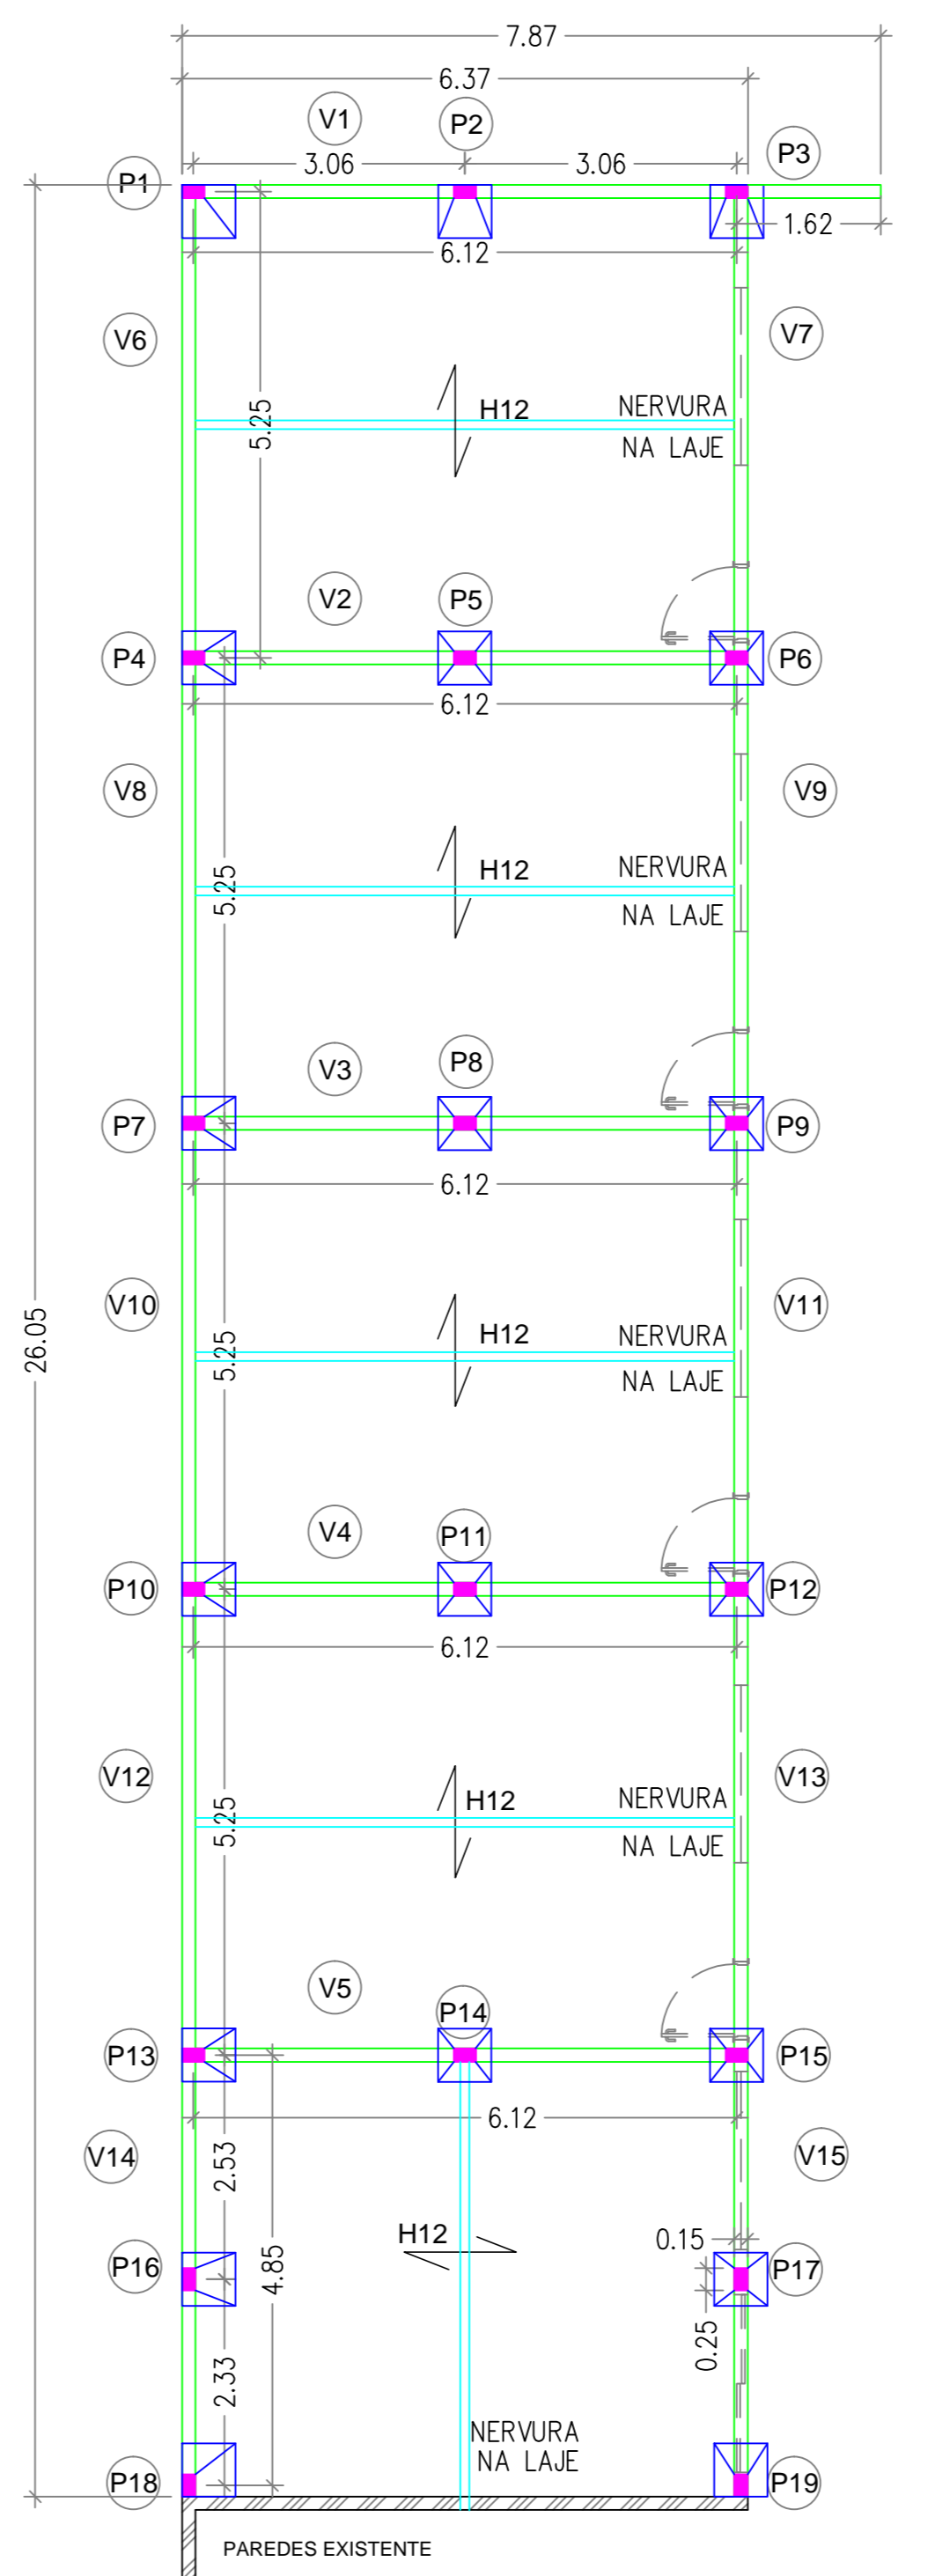 7.87
6.37
V1
P2
P3
P1
3.06
3.06
1.62
6.12
V6
V7
5.25
H12
NERVURA
NA LAJE
V2
P5
P4
P6
6.12
V8
V9
5.25
H12
NERVURA
NA LAJE
V3
P8
P7
P9
6.12
26.05
V10
V11
5.25
H12
NERVURA
NA LAJE
V4
P11
P10
P12
6.12
V12
V13
5.25
H12
NERVURA
NA LAJE
V5
P14
P13
P15
6.12
V14
V15
2.53
H12
0.15
P16
P17
4.85
0.25
2.33
NERVURA
NA LAJE
P18
P19
PAREDES EXISTENTE